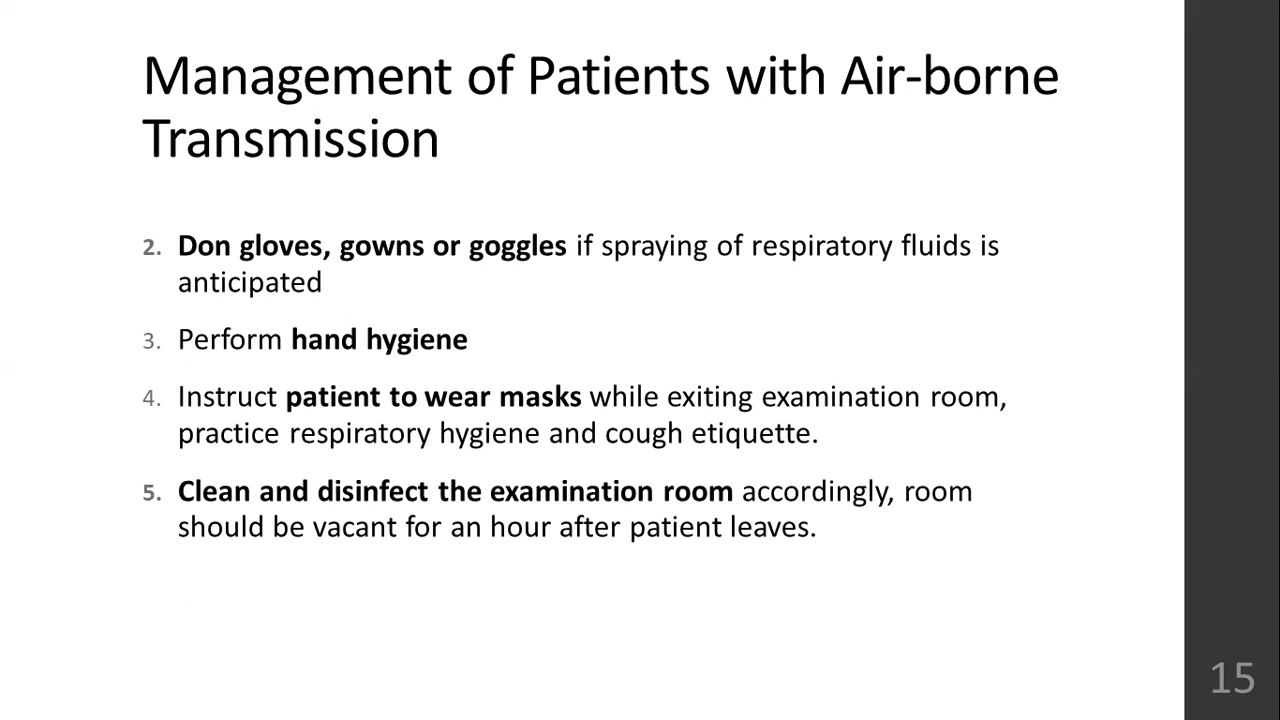 Management of Patients with Air-borne
Transmission
2. Don gloves, gowns or goggles if spraying of respiratory fluids is
anticipated
3. Perform hand hygiene
4. Instruct patient to wear masks while exiting examination room,
practice respiratory hygiene and cough etiquette.
5. Clean and disinfect the examination room accordingly, room
should be vacant for an hour after patient leaves.
15